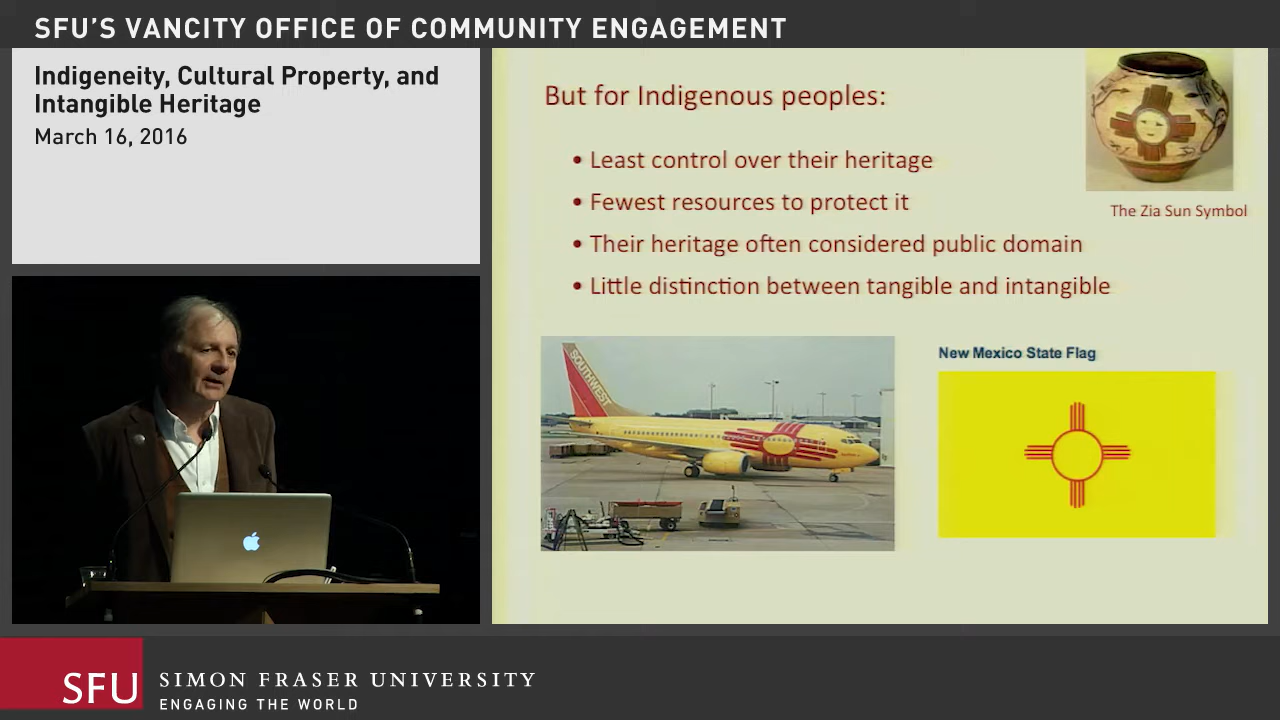 SFU'S VANCITY OFFICE OF COMMUNITY ENGAGEMENT
Indigeneity, Cultural Property, and
Intangible Heritage
March 16, 2016
But for Indigenous peoples:
• Least control over their heritage
• Fewest resources to protect it
• Their heritage often considered public domain
• Little distinction between tangible and intangible
The Zia Sun Symbol
SOUTHWEST
New Mexico State Flag
SFU
SIMON FRASER UNIVERSITY
ENGAGING THE WORLD